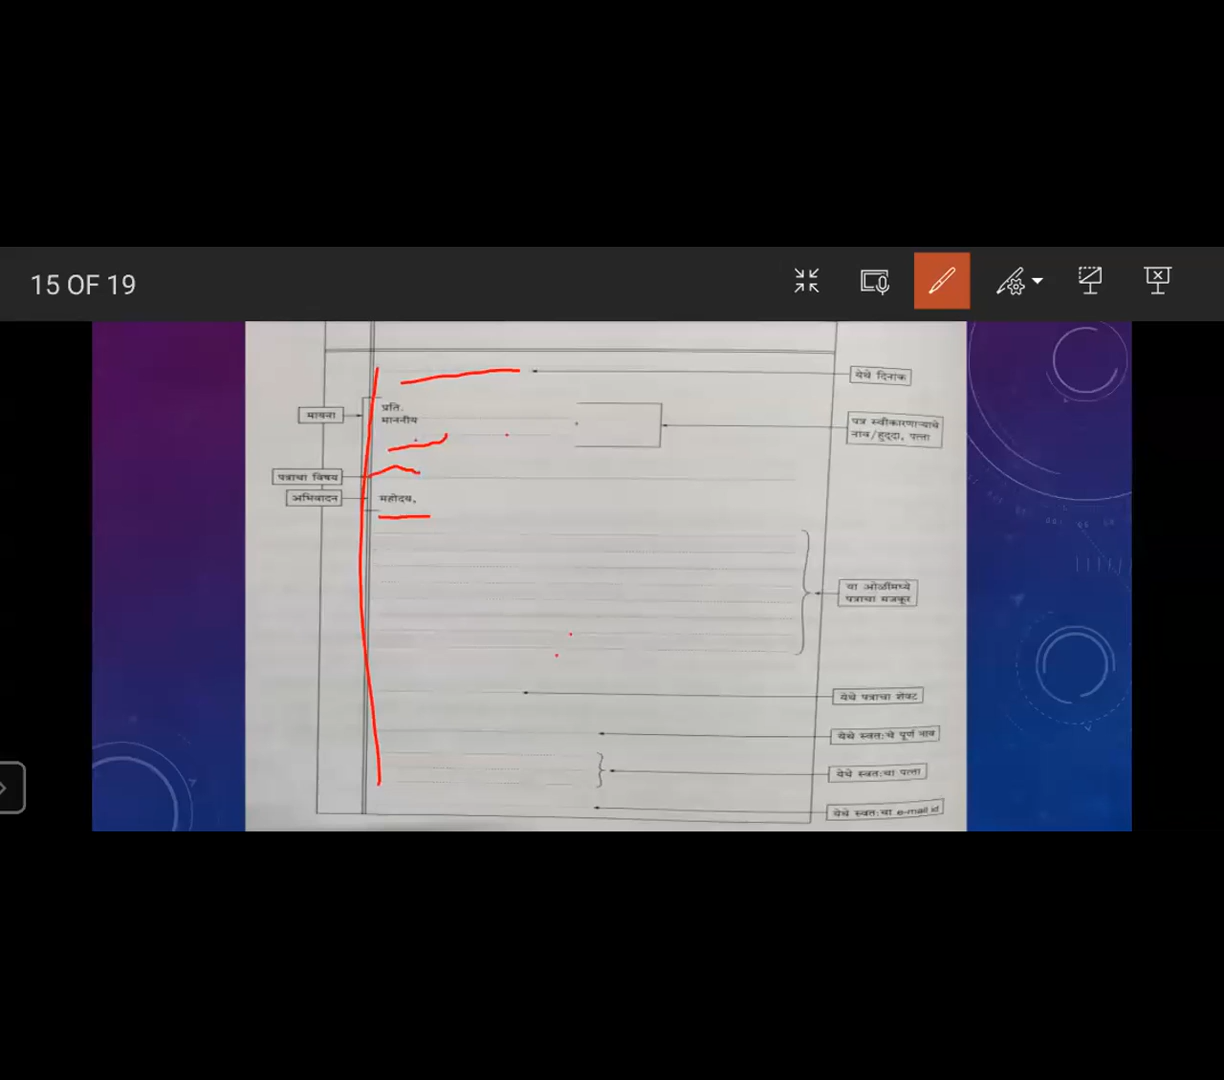 15 OF 19
येथे दिनांक
मायना
प्रति.
माननीय
पत्र स्वीकारणाऱ्याचे
नाव/हुद्दा, पत्ता
पत्राचा विषय
अभिवादन
महोदय,
या ओळींमध्ये
पत्राचा मजकूर
येथे पत्राचा शेवट
येथे स्वतःचे पूर्ण नाव
येथे स्वतःचा पत्ता
येथे स्वतःचा e-mail id